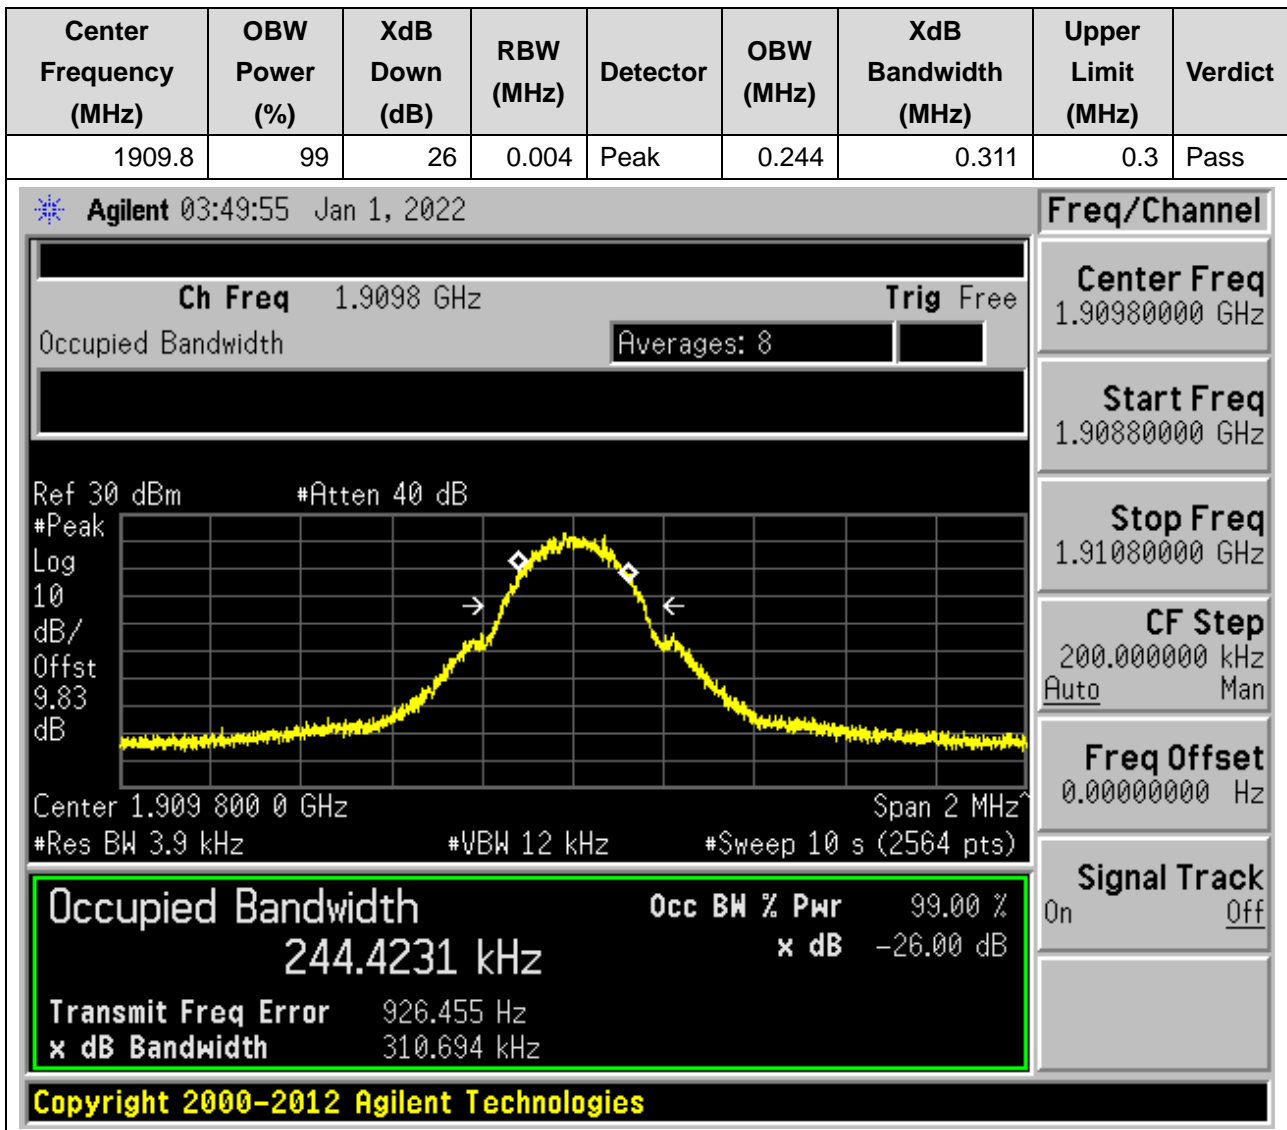 Center Frequency (MHz) OBW Power (%) XdB Down (dB) RBW (MHz) Detector OBW (MHz) XdB Bandwidth (MHz) Upper Limit (MHz) Verdict
1909.8 99 26 0.004 Peak 0.244 0.311 0.3 Pass
Agilent 03:49:55 Jan 1, 2022
Ch Freq 1.9098 GHz Trig Free
Occupied Bandwidth Averages: 8
Ref 30 dBm #Atten 40 dB
#Peak
Log
10
dB/
Offst
9.83
dB
Center 1.909 800 0 GHz Span 2 MHz^
#Res BW 3.9 kHz #VBW 12 kHz #Sweep 10 s (2564 pts)
Occupied Bandwidth Occ BW % Pwr 99.00 %
244.4231 kHz x dB -26.00 dB
Transmit Freq Error 926.455 Hz
x dB Bandwidth 310.694 kHz
Copyright 2000-2012 Agilent Technologies
Freq/Channel
Center Freq
1.90980000 GHz
Start Freq
1.90880000 GHz
Stop Freq
1.91080000 GHz
CF Step
200.000000 kHz
Auto Man
Freq Offset
0.00000000 Hz
Signal Track
On Off